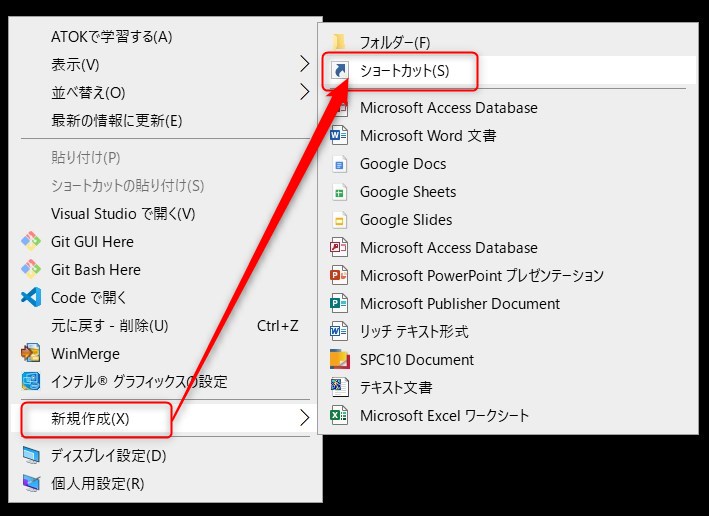 ATOKで学習する(A)
表示(V)
並べ替え(O)
最新の情報に更新(E)
貼り付け(P)
ショートカットの貼り付け(S)
Visual Studio で開く(V)
Git GUI Here
Git Bash Here
Code で開く
元に戻す - 削除(U) Ctrl+Z
WinMerge
インテル® グラフィックスの設定
新規作成(X)
ディスプレイ設定(D)
個人用設定(R)
フォルダー(F)
ショートカット(S)
Microsoft Access Database
Microsoft Word 文書
Google Docs
Google Sheets
Google Slides
Microsoft Access Database
Microsoft PowerPoint プレゼンテーション
Microsoft Publisher Document
リッチ テキスト形式
SPC10 Document
テキスト文書
Microsoft Excel ワークシート